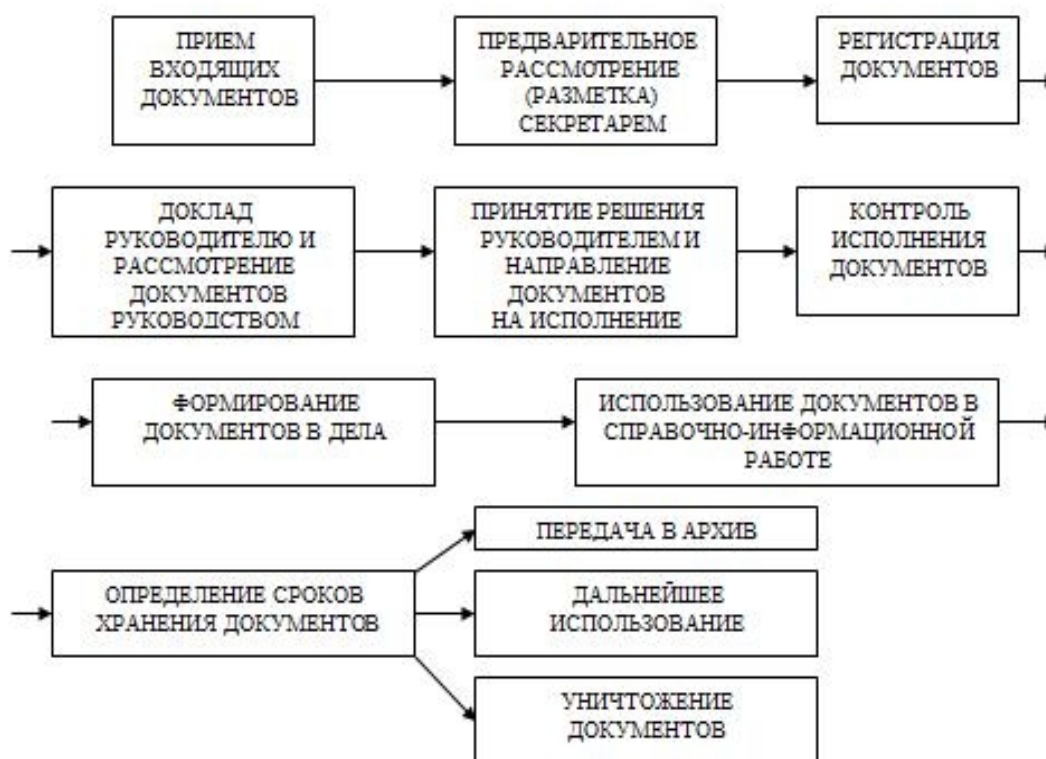 ПРИЕМ
ВХОДЯЩИХ
ДОКУМЕНТОВ
ПРЕДВАРИТЕЛЬНОЕ
РАССМОТРЕНИЕ
(РАЗМЕТКА)
СЕКРЕТАРЕМ
РЕГИСТРАЦИЯ
ДОКУМЕНТОВ
ДОКЛАД
РУКОВОДИТЕЛЮ И
РАССМОТРЕНИЕ
ДОКУМЕНТОВ
РУКОВОДСТВОМ
ПРИНЯТИЕ РЕШЕНИЯ
РУКОВОДИТЕЛЕМ И
НАПРАВЛЕНИЕ
ДОКУМЕНТОВ
НА ИСПОЛНЕНИЕ
КОНТРОЛЬ
ИСПОЛНЕНИЯ
ДОКУМЕНТОВ
ФОРМИРОВАНИЕ
ДОКУМЕНТОВ В ДЕЛА
ИСПОЛЬЗОВАНИЕ ДОКУМЕНТОВ В
СПРАВОЧНО-ИНФОРМАЦИОННОЙ
РАБОТЕ
ОПРЕДЕЛЕНИЕ СРОКОВ
ХРАНЕНИЯ ДОКУМЕНТОВ
ПЕРЕДАЧА В АРХИВ
ДАЛЬНЕЙШЕЕ
ИСПОЛЬЗОВАНИЕ
УНИЧТОЖЕНИЕ
ДОКУМЕНТОВ